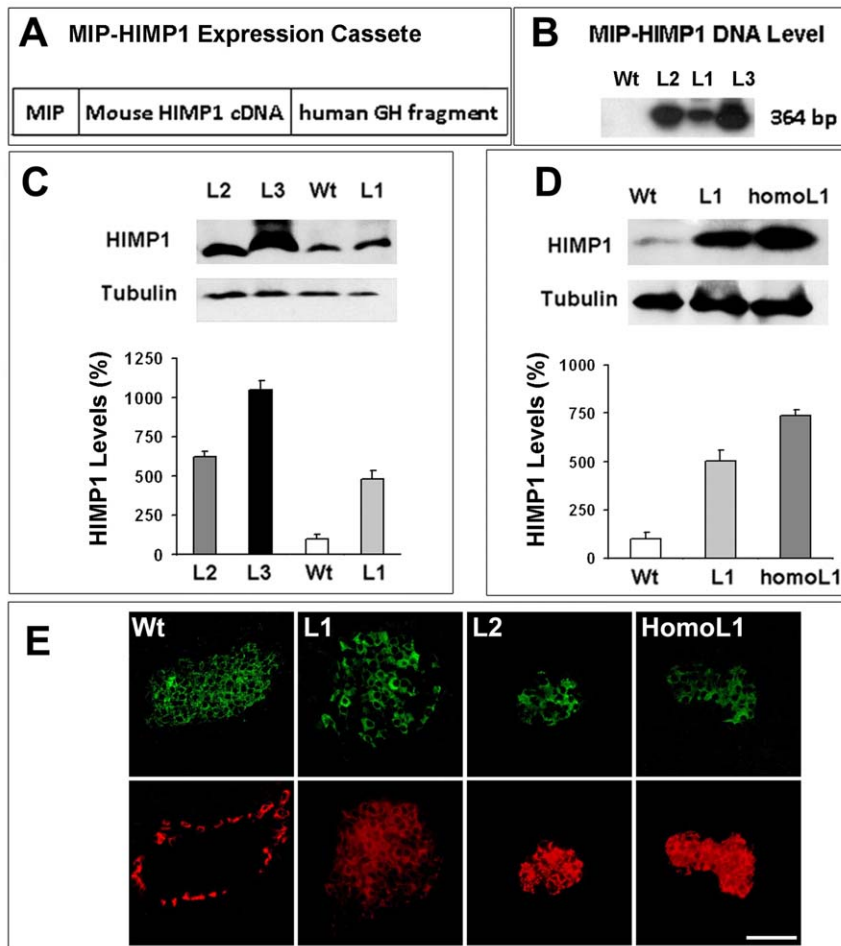 A MIP-HIMP1 Expression Cassete
MIP Mouse HIMP1 cDNA human GH fragment
B MIP-HIMP1 DNA Level
Wt L2 L1 L3
364 bp
C
L2 L3 Wt L1
HIMP1
Tubulin
HIMP1 Levels (%)
1250
1000
750
500
250
0
L2 L3 Wt L1
D
Wt L1 homoL1
HIMP1
Tubulin
HIMP1 Levels (%)
1000
750
500
250
0
Wt L1 homoL1
E
Wt L1 L2 HomoL1